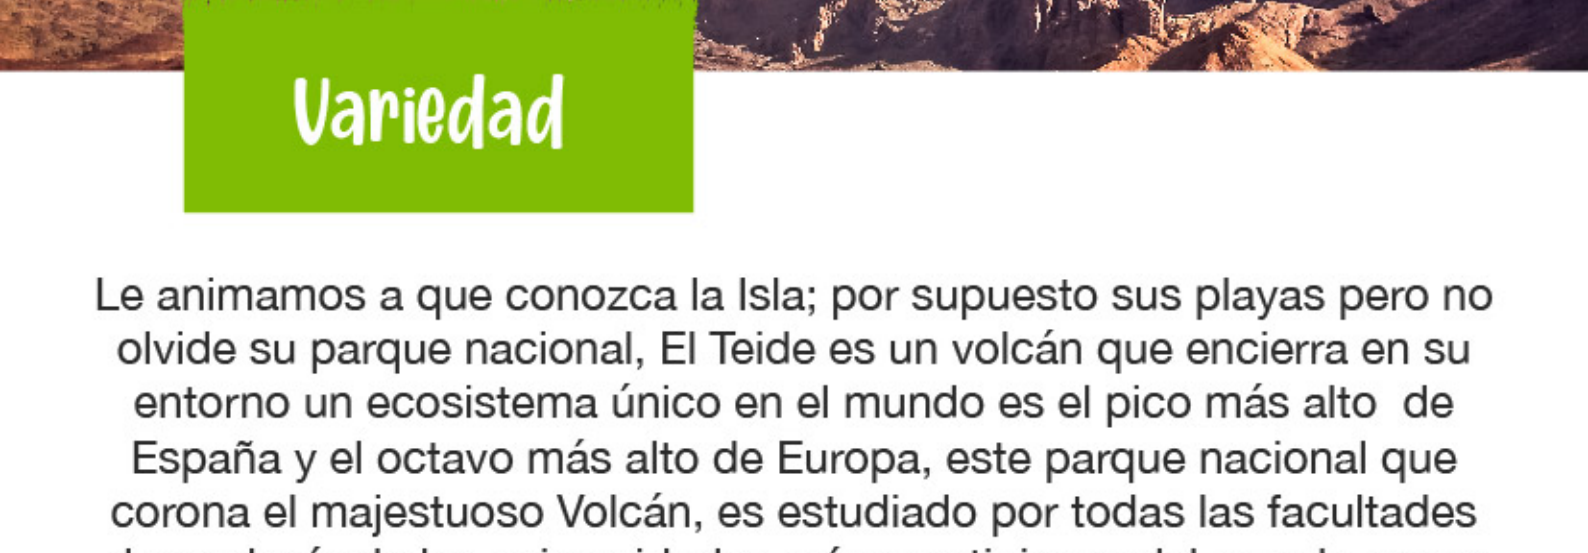 Variedad
Le animamos a que conozca la Isla; por supuesto sus playas pero no
olvide su parque nacional, El Teide es un volcán que encierra en su
entorno un ecosistema único en el mundo es el pico más alto  de
España y el octavo más alto de Europa, este parque nacional que
corona el majestuoso Volcán, es estudiado por todas las facultades